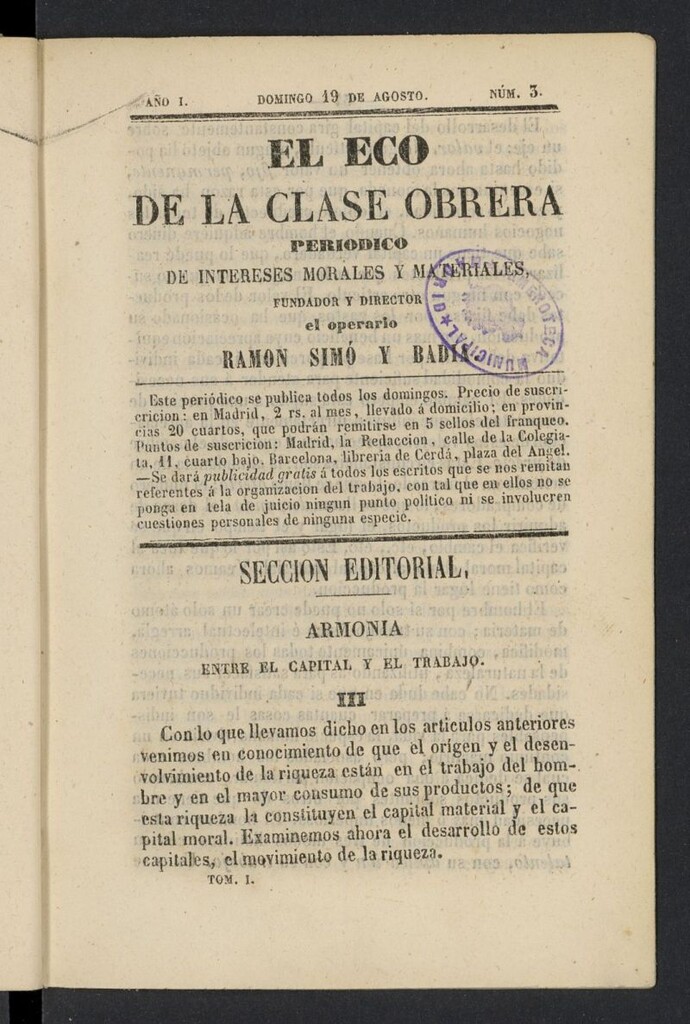 AÑO I. DOMINGO 19 DE AGOSTO. NÚM. 3.
EL ECO
DE LA CLASE OBRERA
PERIODICO
DE INTERESES MORALES Y MATERIALES,
FUNDADOR Y DIRECTOR
el operario
RAMON SIMÓ Y BADIA.
Este periódico se publica todos los domingos. Precio de suscri-
cricion: en Madrid, 2 rs. al mes, llevado á domicilio; en provin-
cias 20 cuartos, que podrán remitirse en 5 sellos del franqueo.
Puntos de suscricion: Madrid, la Redaccion, calle de la Colegia-
ta, 11, cuarto bajo. Barcelona, libreria de Cerdá, plaza del Angel.
—Se dará publicidad gratis á todos los escritos que se nos remitan
referentes á la organizacion del trabajo, con tal que en ellos no se
ponga en tela de juicio ningun punto político ni se involucren
cuestiones personales de ninguna especie.
SECCION EDITORIAL.
ARMONIA
ENTRE EL CAPITAL Y EL TRABAJO.
III
Con lo que llevamos dicho en los artículos anteriores
venimos en conocimiento de que el orígen y el desen-
volvimiento de la riqueza están en el trabajo del hom-
bre y en el mayor consumo de sus productos; de que
esta riqueza la constituyen el capital material y el ca-
pital moral. Examinemos ahora el desarrollo de estos
capitales, el movimiento de la riqueza.
TOM. I.
HEMEROTECA MUNICIPAL ★ MADRID